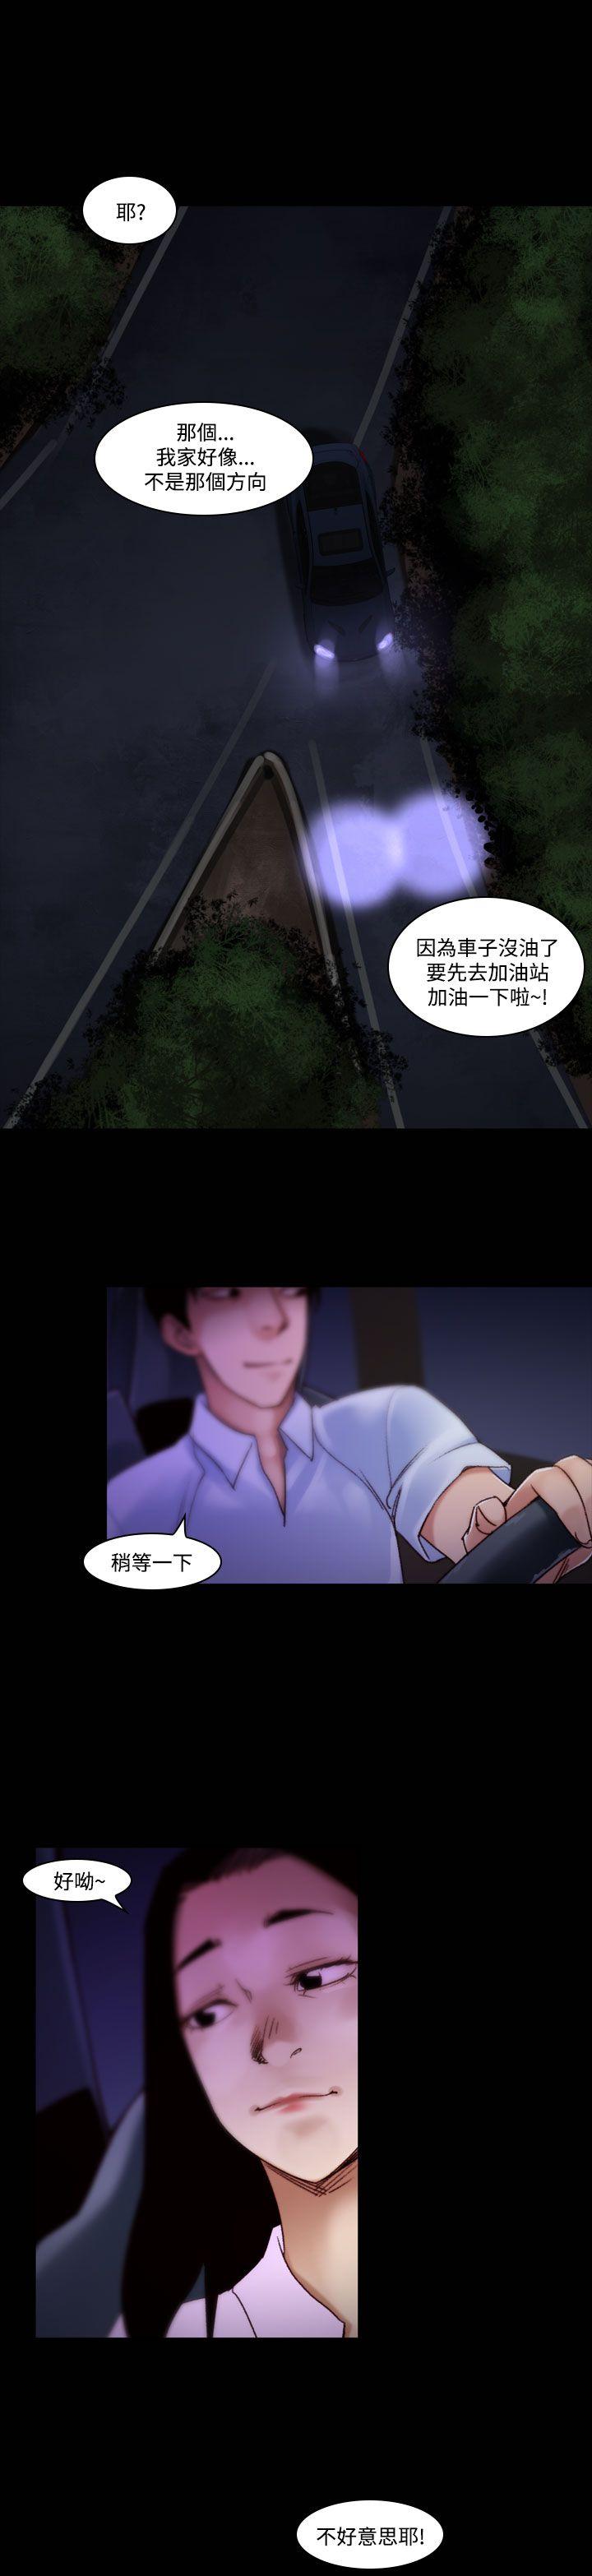 耶?
那個...
我家好像...
不是那個方向
因為車子沒油了
要先去加油站
加油一下啦~!
稍等一下
好呦~
不好意思耶!